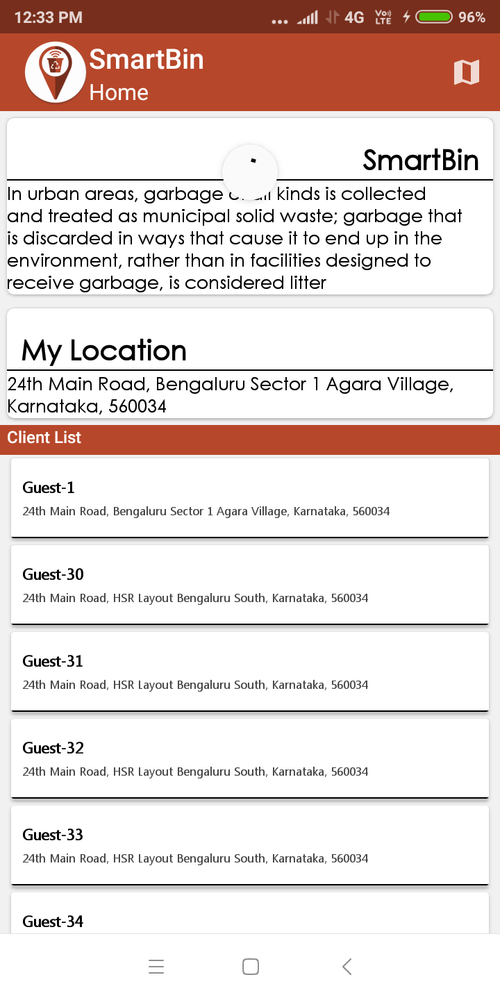 12:33 PM
4G
VoLTE
96%
SmartBin
Home
SmartBin
In urban areas, garbage all kinds is collected
and treated as municipal solid waste; garbage that
is discarded in ways that cause it to end up in the
environment, rather than in facilities designed to
receive garbage, is considered litter
My Location
24th Main Road, Bengaluru Sector 1 Agara Village,
Karnataka, 560034
Client List
Guest-1
24th Main Road, Bengaluru Sector 1 Agara Village, Karnataka, 560034
Guest-30
24th Main Road, HSR Layout Bengaluru South, Karnataka, 560034
Guest-31
24th Main Road, HSR Layout Bengaluru South, Karnataka, 560034
Guest-32
24th Main Road, HSR Layout Bengaluru South, Karnataka, 560034
Guest-33
24th Main Road, HSR Layout Bengaluru South, Karnataka, 560034
Guest-34